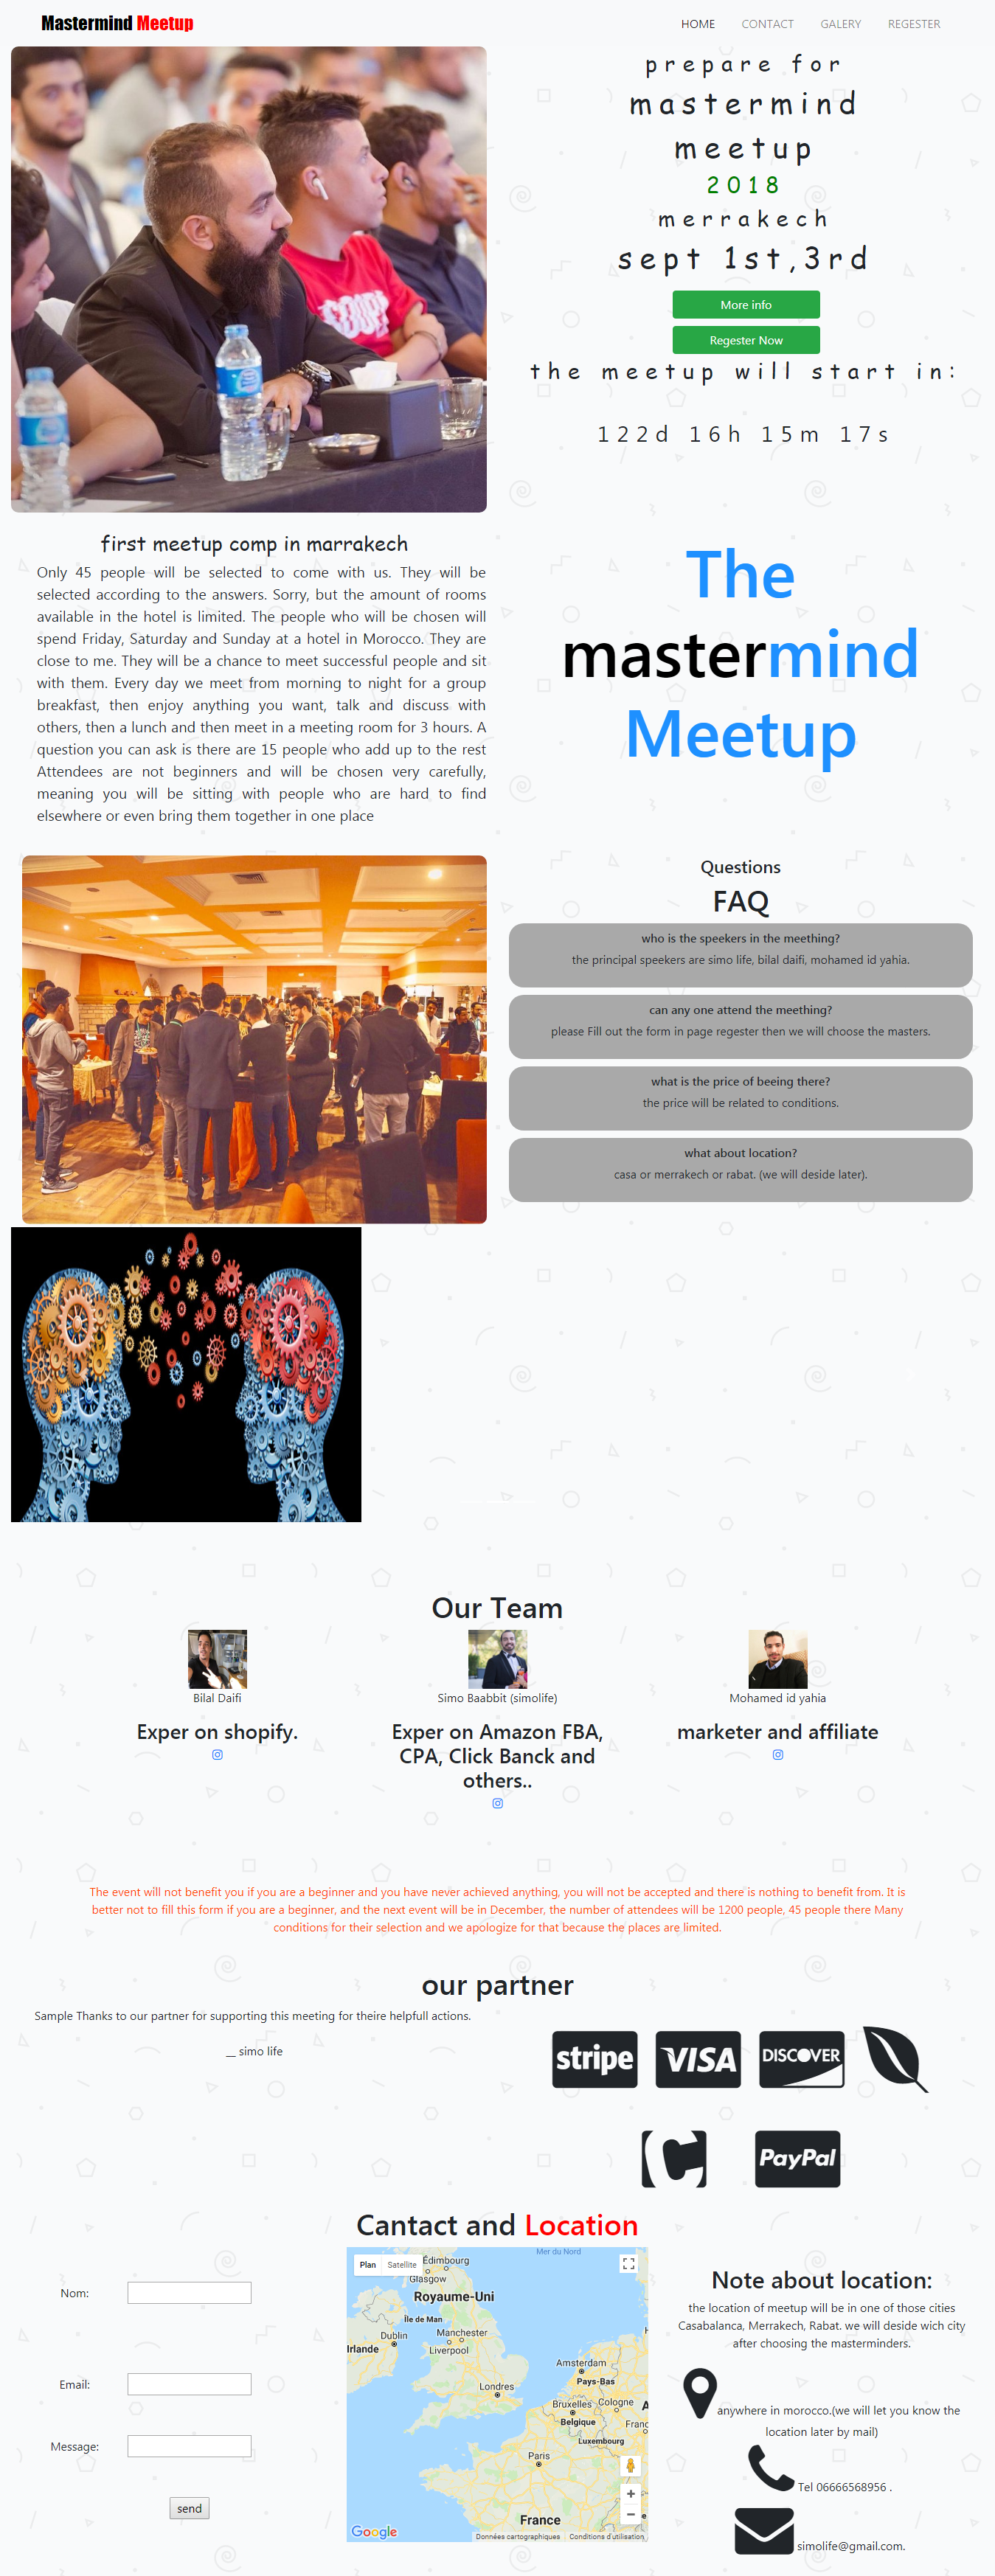 Mastermind Meetup
HOME CONTACT GALERY REGESTER
prepare for
mastermind
meetup
2018
merrakech
sept 1st,3rd
More info
Regester Now
the meetup will start in:
122d 16h 15m 17s
first meetup comp in marrakech
Only 45 people will be selected to come with us. They will be
selected according to the answers. Sorry, but the amount of rooms
available in the hotel is limited. The people who will be chosen will
spend Friday, Saturday and Sunday at a hotel in Morocco. They are
close to me. They will be a chance to meet successful people and sit
with them. Every day we meet from morning to night for a group
breakfast, then enjoy anything you want, talk and discuss with
others, then a lunch and then meet in a meeting room for 3 hours. A
question you can ask is there are 15 people who add up to the rest
Attendees are not beginners and will be chosen very carefully,
meaning you will be sitting with people who are hard to find
elsewhere or even bring them together in one place
The
mastermind
Meetup
Questions
FAQ
who is the speekers in the meething?
the principal speekers are simo life, bilal daifi, mohamed id yahia.
can any one attend the meething?
please Fill out the form in page regester then we will choose the masters.
what is the price of beeing there?
the price will be related to conditions.
what about location?
casa or merrakech or rabat. (we will deside later).
Our Team
Bilal Daifi
Exper on shopify.
Simo Baabbit (simolife)
Exper on Amazon FBA,
CPA, Click Banck and
others..
Mohamed id yahia
marketer and affiliate
The event will not benefit you if you are a beginner and you have never achieved anything, you will not be accepted and there is nothing to benefit from. It is
better not to fill this form if you are a beginner, and the next event will be in December, the number of attendees will be 1200 people, 45 people there Many
conditions for their selection and we apologize for that because the places are limited.
our partner
Sample Thanks to our partner for supporting this meeting for theire helpfull actions.
__ simo life
stripe VISA DISCOVER
PayPal
Cantact and Location
Nom:
Email:
Message:
send
Plan Satellite
Mer du Nord
Édimbourg
Glasgow
Royaume-Uni
Île de Man
Dublin
Manchester
Irlande
Liverpool
Amsterdam
Londres
Pays-Bas
Bruxelles Cologne
Belgique
Franc
Luxembourg
Paris
France
Google
Données cartographiques Conditions d'utilisation
Note about location:
the location of meetup will be in one of those cities
Casabalanca, Merrakech, Rabat. we will deside wich city
after choosing the masterminders.
anywhere in morocco.(we will let you know the
location later by mail)
Tel 06666568956 .
simolife@gmail.com.